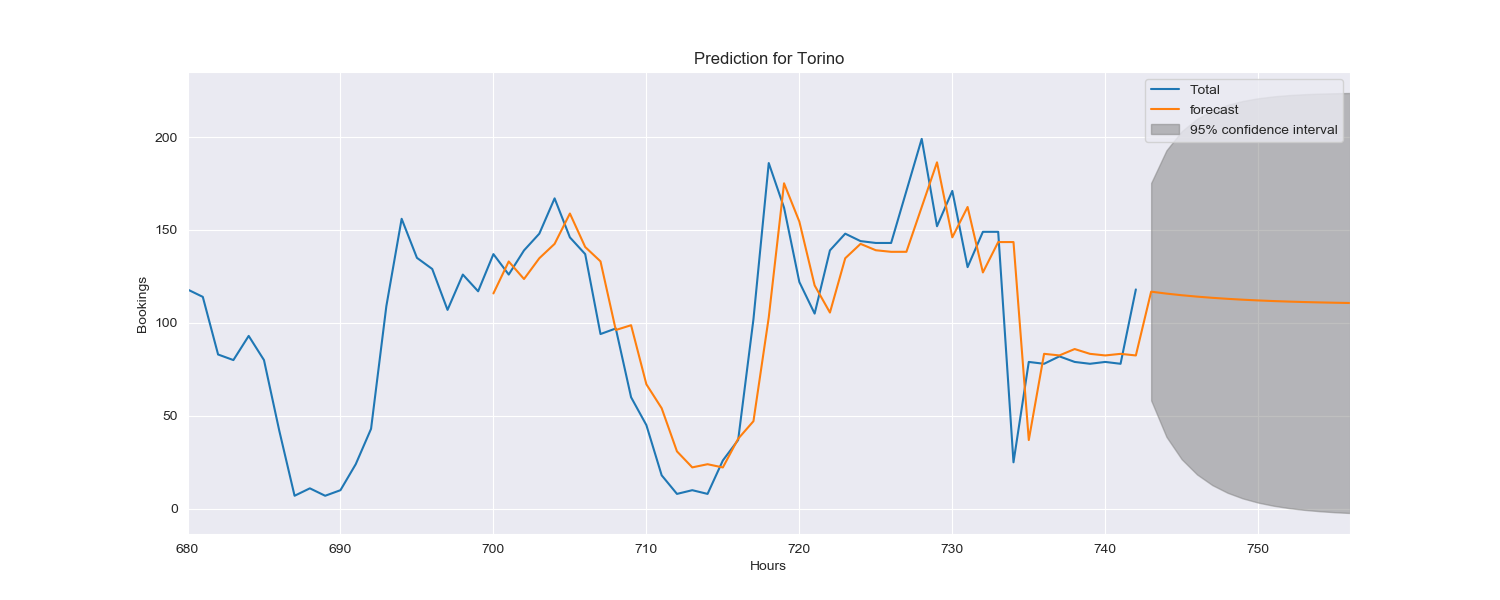 Prediction for Torino
Total
forecast
95% confidence interval
200
150
100
50
0
Bookings
680 690 700 710 720 730 740 750
Hours